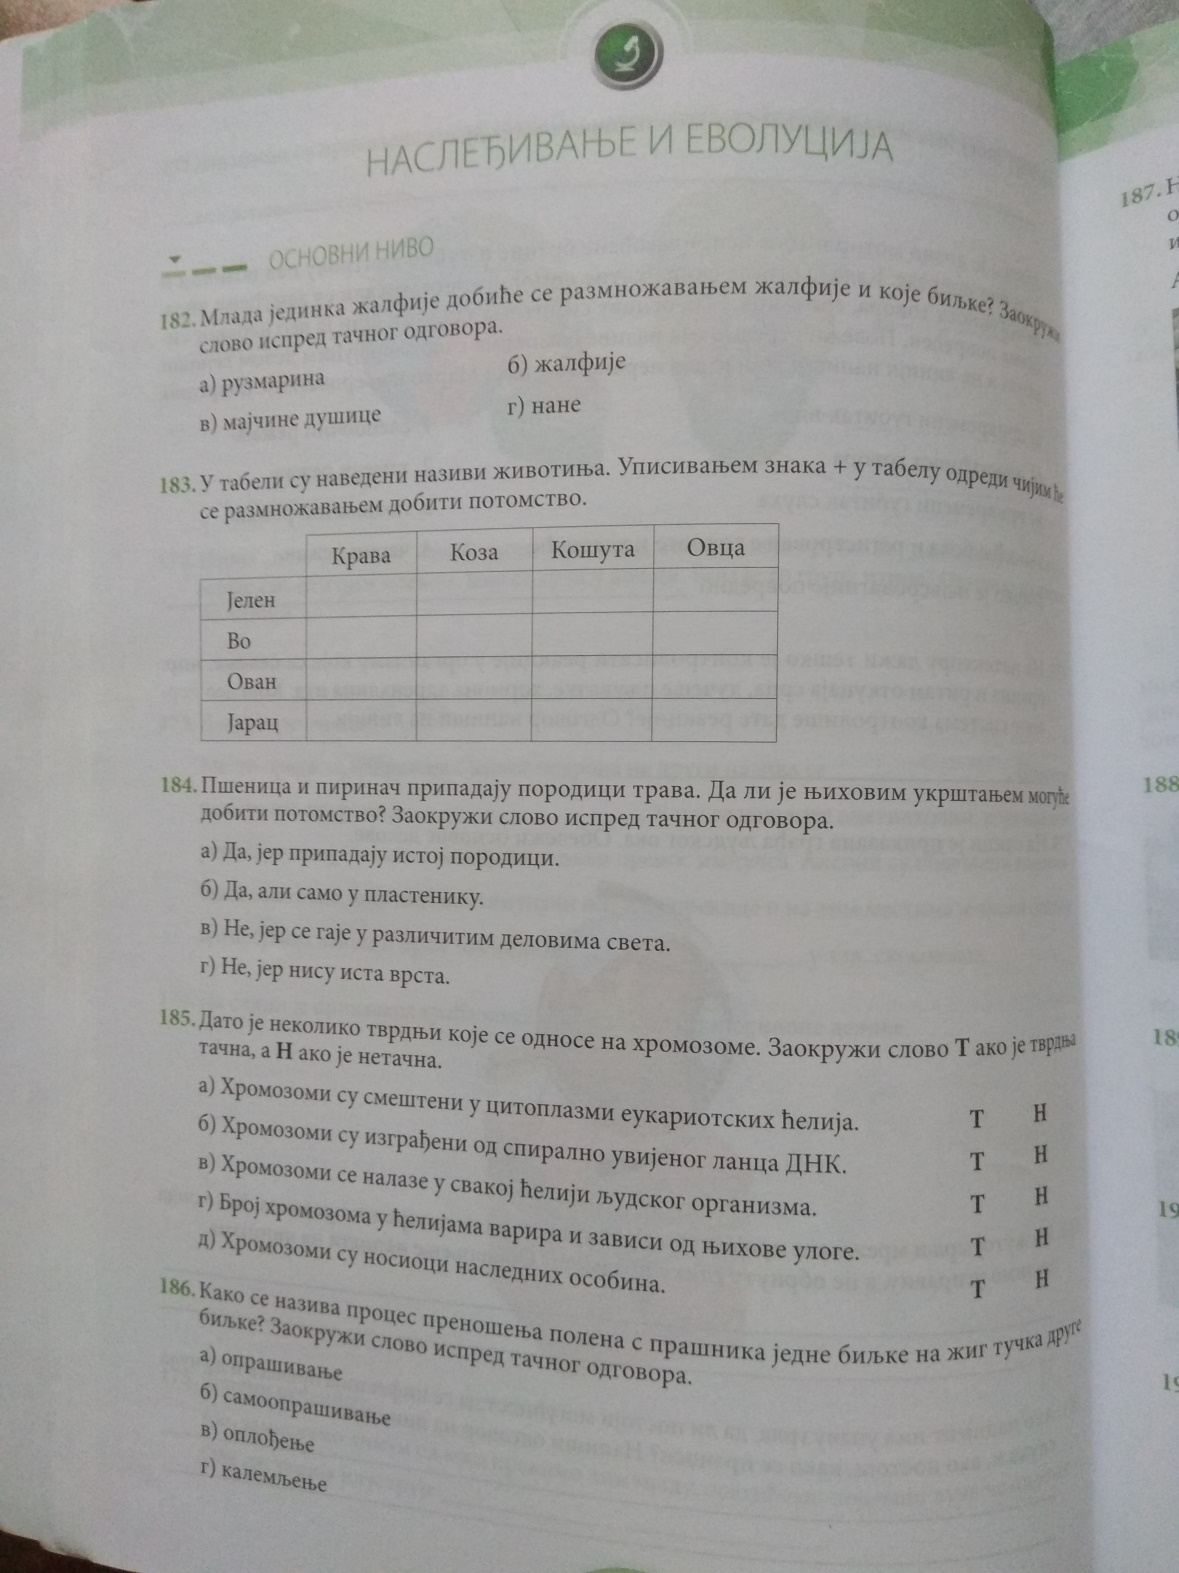 НАСЛЕЂИВАЊЕ И ЕВОЛУЦИЈА
ОСНОВНИ НИВО
182. Млада јединка жалфије добиће се размножавањем жалфије и које биљке? Заокружи
слово испред тачног одговора.
а) рузмарина б) жалфије
в) мајчине душице г) нане
183. У табели су наведени називи животиња. Уписивањем знака + у табелу одреди чијим ће
се размножавањем добити потомство.
Крава Коза Кошута Овца
Јелен
Во
Ован
Јарац
184. Пшеница и пиринач припадају породици трава. Да ли је њиховим укрштањем могуће
добити потомство? Заокружи слово испред тачног одговора.
а) Да, јер припадају истој породици.
б) Да, али само у пластенику.
в) Не, јер се гаје у различитим деловима света.
г) Не, јер нису иста врста.
185. Дато је неколико тврдњи које се односе на хромозоме. Заокружи слово Т ако је тврдња
тачна, а Н ако је нетачна.
а) Хромозоми су смештени у цитоплазми еукариотских ћелија. Т Н
б) Хромозоми су изграђени од спирално увијеног ланца ДНК. Т Н
в) Хромозоми се налазе у свакој ћелији људског организма. Т Н
г) Број хромозома у ћелијама варира и зависи од њихове улоге. Т Н
д) Хромозоми су носиоци наследних особина. Т Н
186. Како се назива процес преношења полена с прашника једне биљке на жиг тучка друге
биљке? Заокружи слово испред тачног одговора.
а) опрашивање
б) самоопрашивање
в) оплођење
г) калемљење
187. Н
188